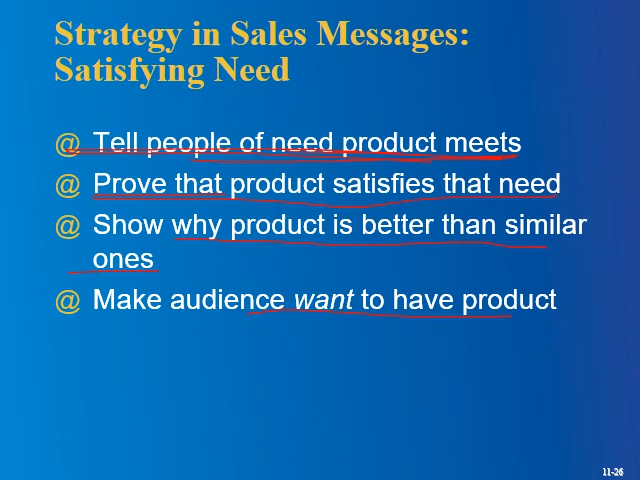 Strategy in Sales Messages:
Satisfying Need
@ Tell people of need product meets
@ Prove that product satisfies that need
@ Show why product is better than similar
ones
@ Make audience want to have product
11-26